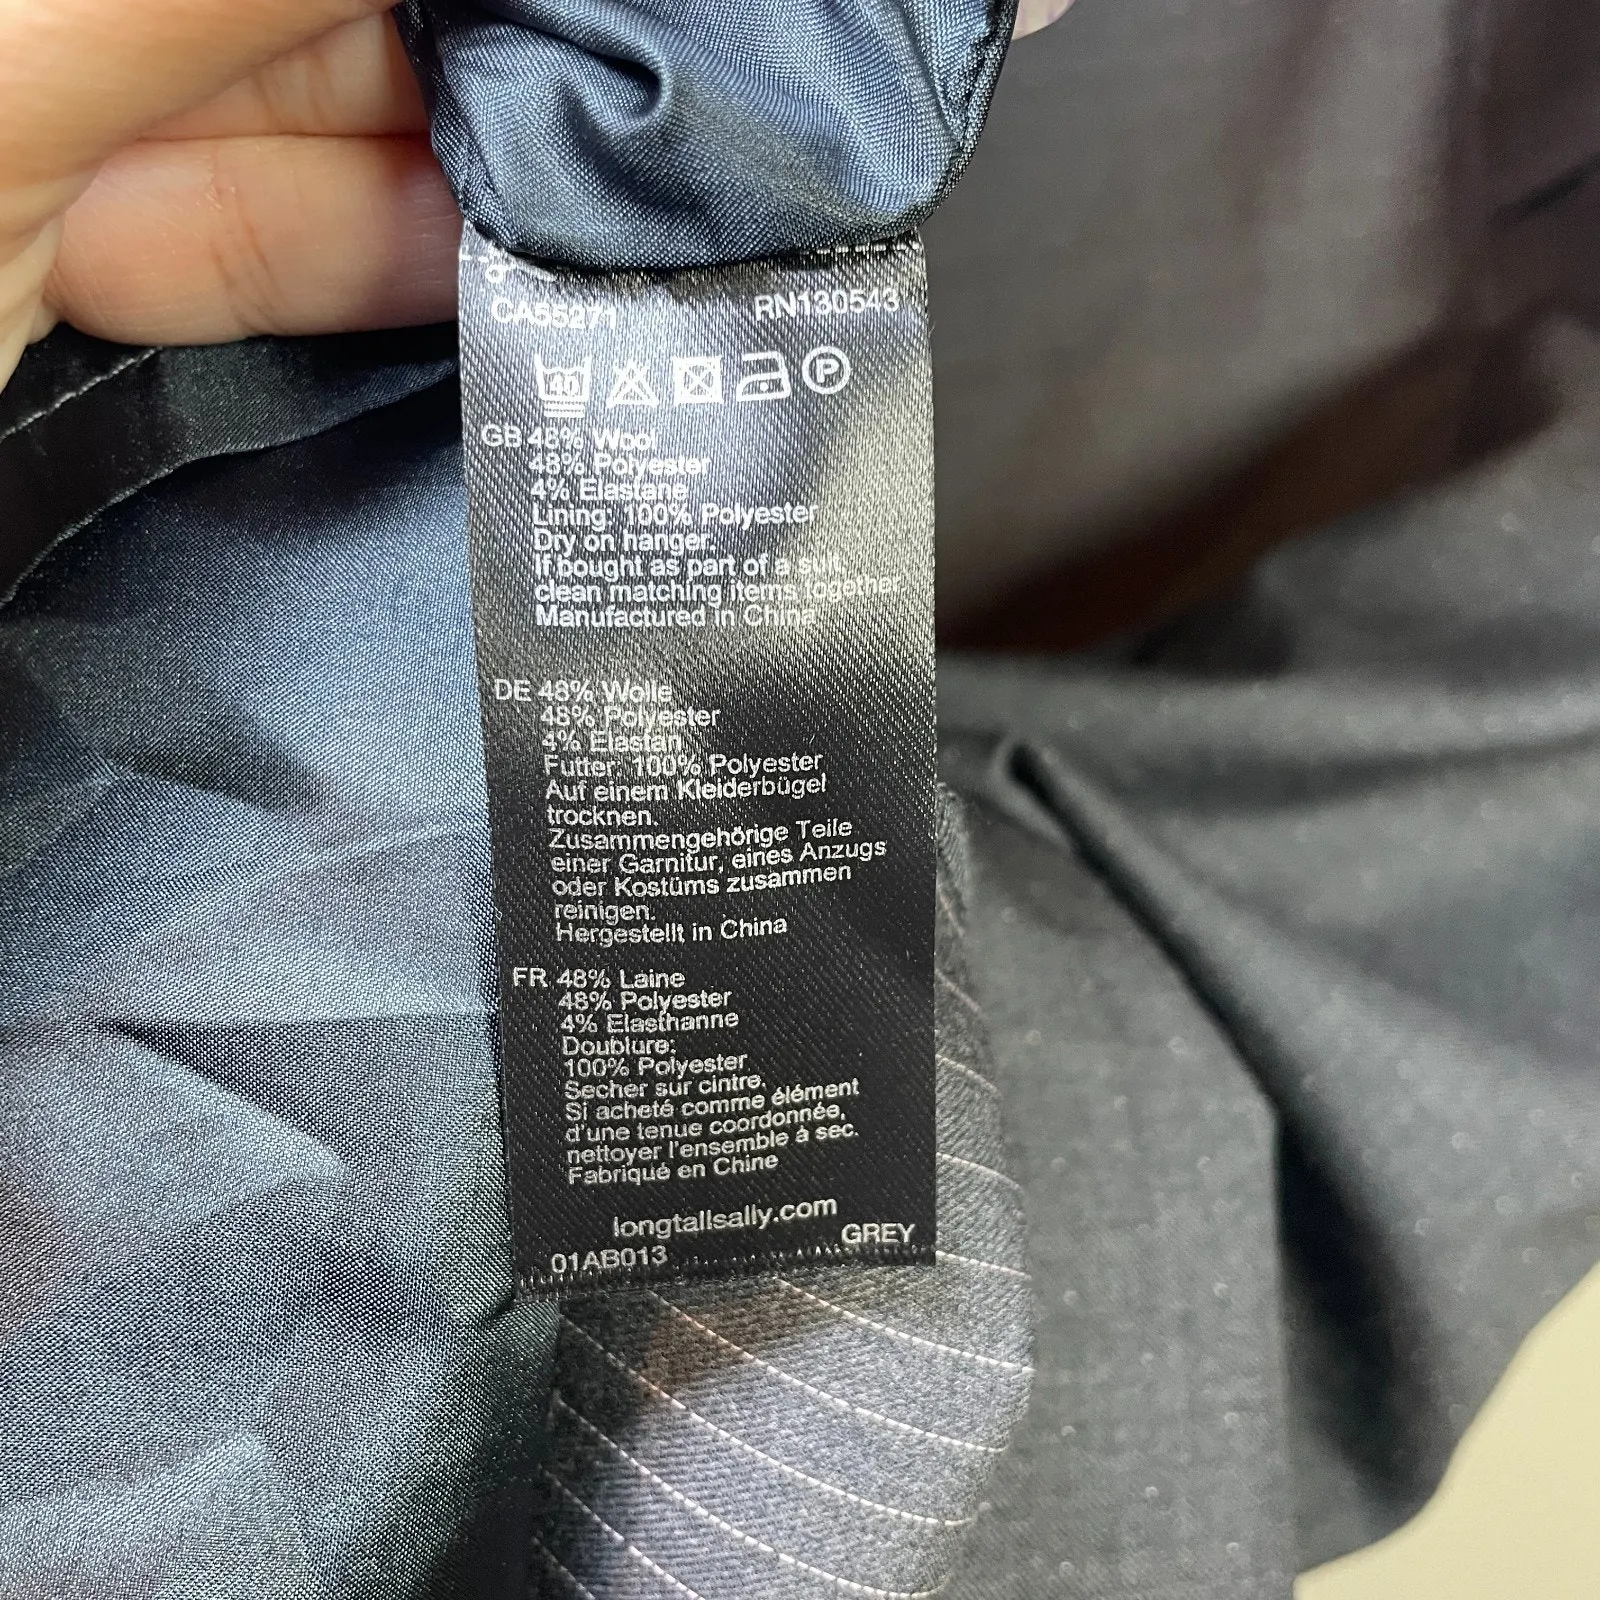 CA55271 RN130543
40 P
GB 48% Wool
48% Polyester
4% Elastane
Lining: 100% Polyester
Dry on hanger.
If bought as part of a suit,
clean matching items together
Manufactured in China
DE 48% Wolle
48% Polyester
4% Elastan
Futter: 100% Polyester
Auf einem Kleiderbügel
trocknen.
Zusammengehörige Teile
einer Garnitur, eines Anzugs
oder Kostüms zusammen
reinigen.
Hergestellt in China
FR 48% Laine
48% Polyester
4% Elasthanne
Doublure:
100% Polyester
Secher sur cintre.
Si acheté comme élément
d'une tenue coordonnée,
nettoyer l'ensemble à sec.
Fabriqué en Chine
longtallsally.com
01AB013 GREY